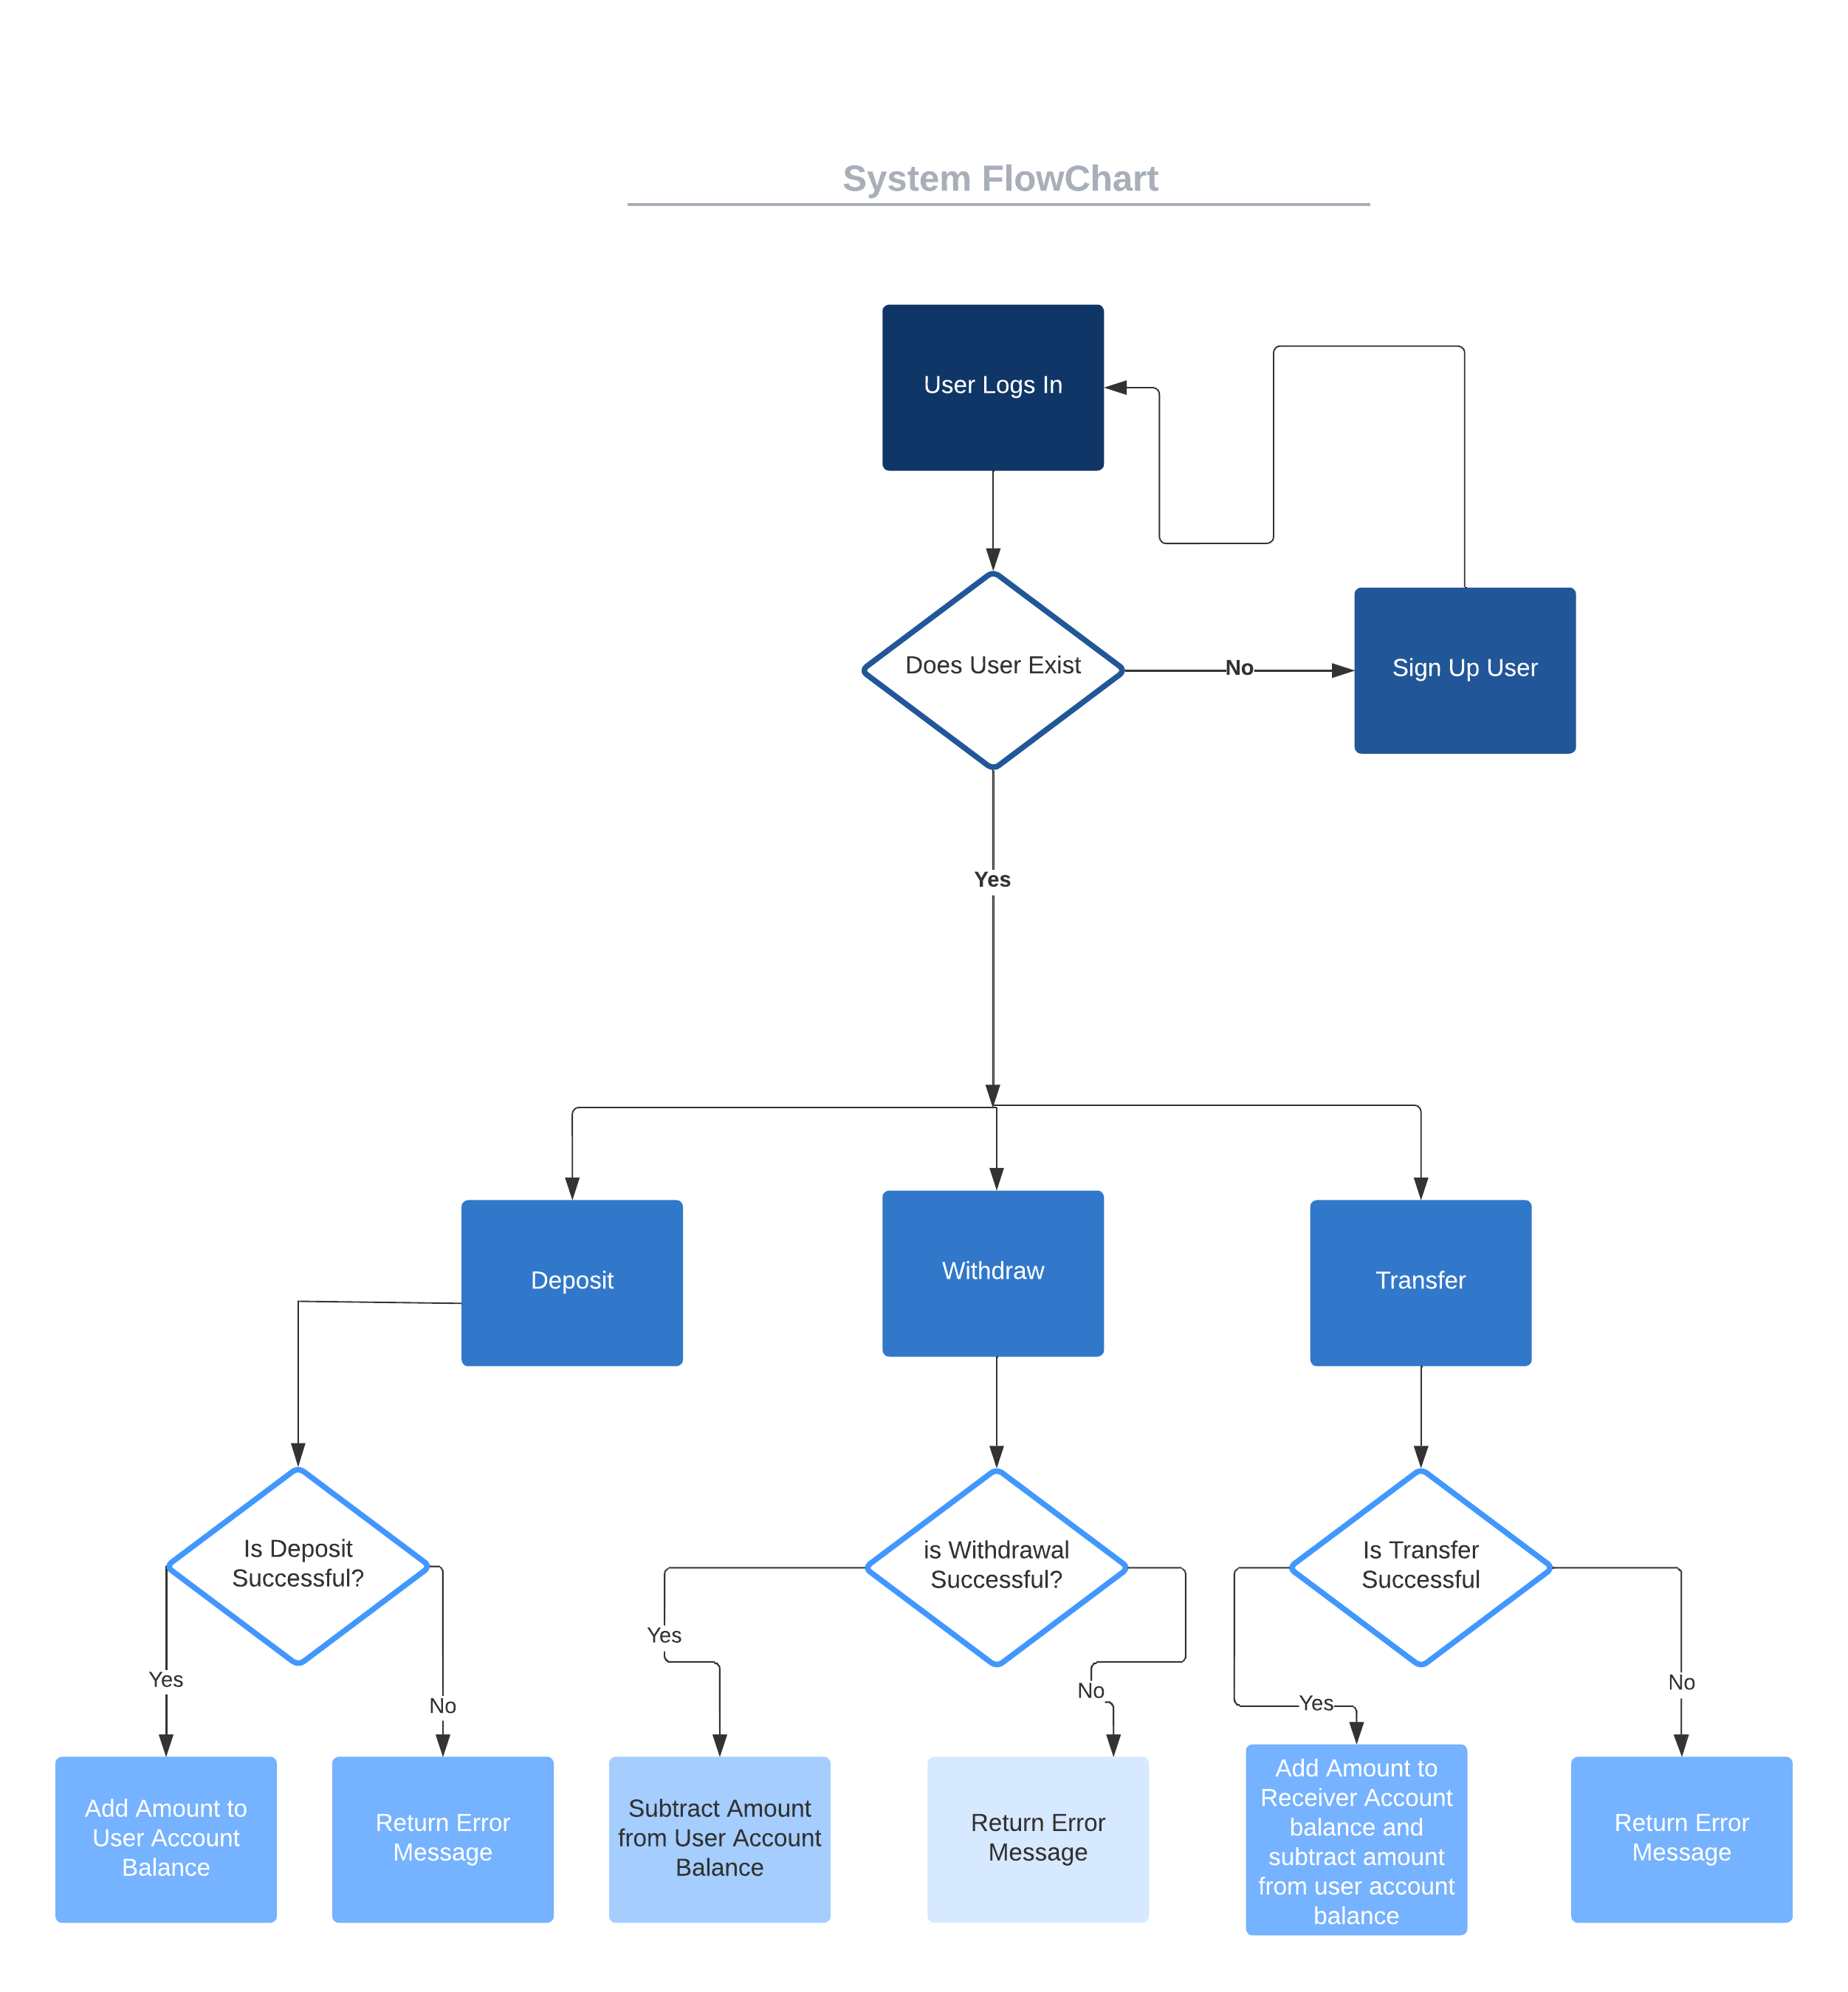 System FlowChart
User Logs In
Does User Exist
No
Sign Up User
Yes
Deposit
Withdraw
Transfer
Is Deposit
Successful?
is Withdrawal
Successful?
Is Transfer
Successful
Yes
No
Yes
No
Yes
No
Add Amount to
User Account
Balance
Return Error
Message
Subtract Amount
from User Account
Balance
Return Error
Message
Add Amount to
Receiver Account
balance and
subtract amount
from user account
balance
Return Error
Message